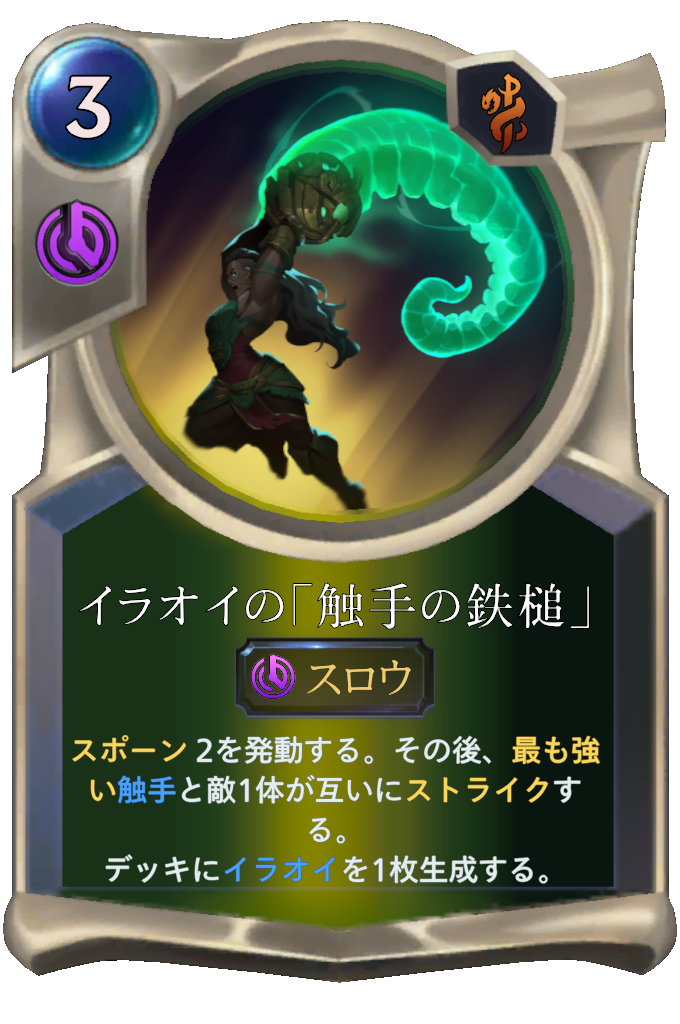 3
イラオイの「触手の鉄槌」
スロウ
スポーン 2を発動する。その後、最も強
い触手と敵1体が互いにストライクす
る。
デッキにイラオイを1枚生成する。